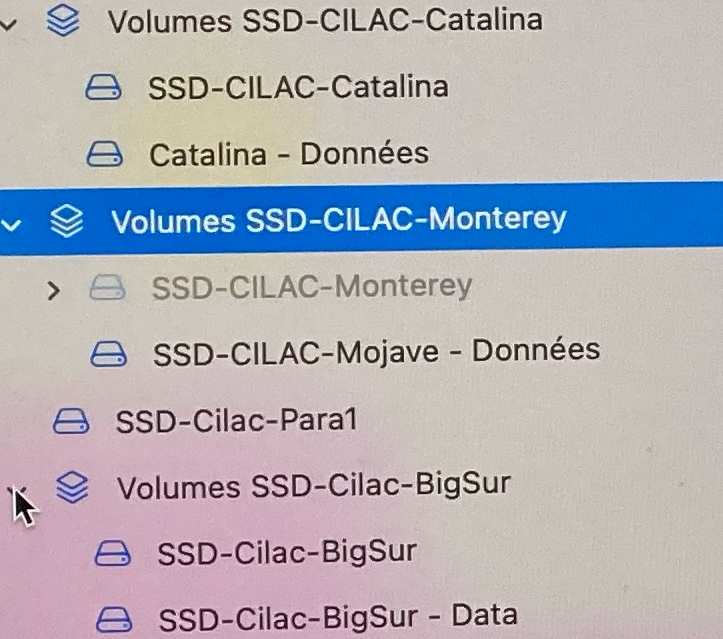 Volumes SSD-CILAC-Catalina
SSD-CILAC-Catalina
Catalina - Données
Volumes SSD-CILAC-Monterey
SSD-CILAC-Monterey
SSD-CILAC-Mojave - Données
SSD-Cilac-Para1
Volumes SSD-Cilac-BigSur
SSD-Cilac-BigSur
SSD-Cilac-BigSur - Data